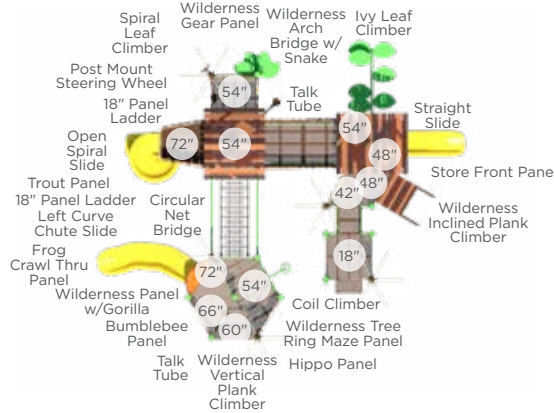 Wilderness
Gear Panel
Spiral
Leaf
Climber
Wilderness
Arch
Bridge w/
Snake
Ivy Leaf
Climber
Post Mount
Steering Wheel
54"
Talk
Tube
18" Panel
Ladder
Straight
Slide
Open
Spiral
Slide
72"
54"
54"
48"
Store Front Pane
Trout Panel
18" Panel Ladder
Left Curve
Chute Slide
Circular
Net
Bridge
42"
48"
Wilderness
Inclined Plank
Climber
Frog
Crawl Thru
Panel
18"
72"
54"
Wilderness Panel
w/Gorilla
66"
60"
Coil Climber
Bumblebee
Panel
Wilderness Tree
Ring Maze Panel
Talk
Tube
Wilderness
Vertical
Plank
Climber
Hippo Panel